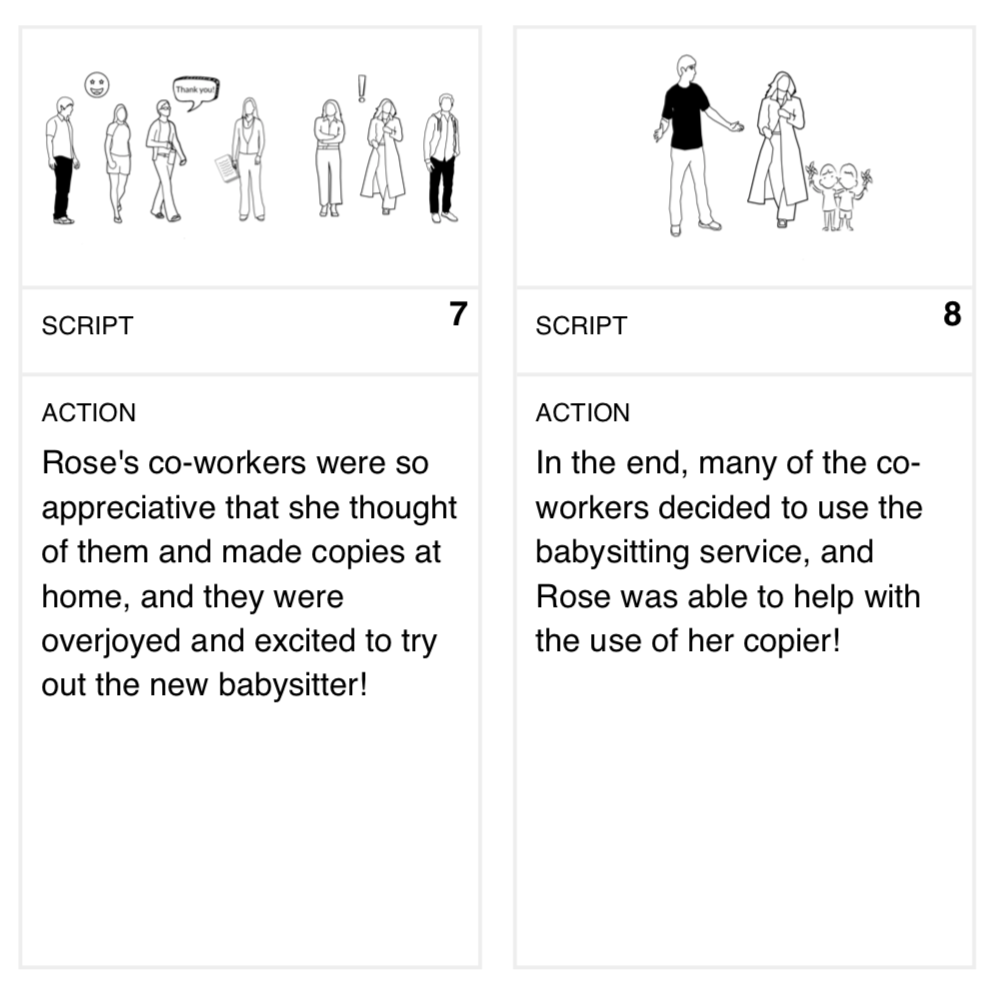 Thank you!
!
SCRIPT
7
ACTION
Rose's co-workers were so
appreciative that she thought
of them and made copies at
home, and they were
overjoyed and excited to try
out the new babysitter!
SCRIPT
8
ACTION
In the end, many of the co-
workers decided to use the
babysitting service, and
Rose was able to help with
the use of her copier!